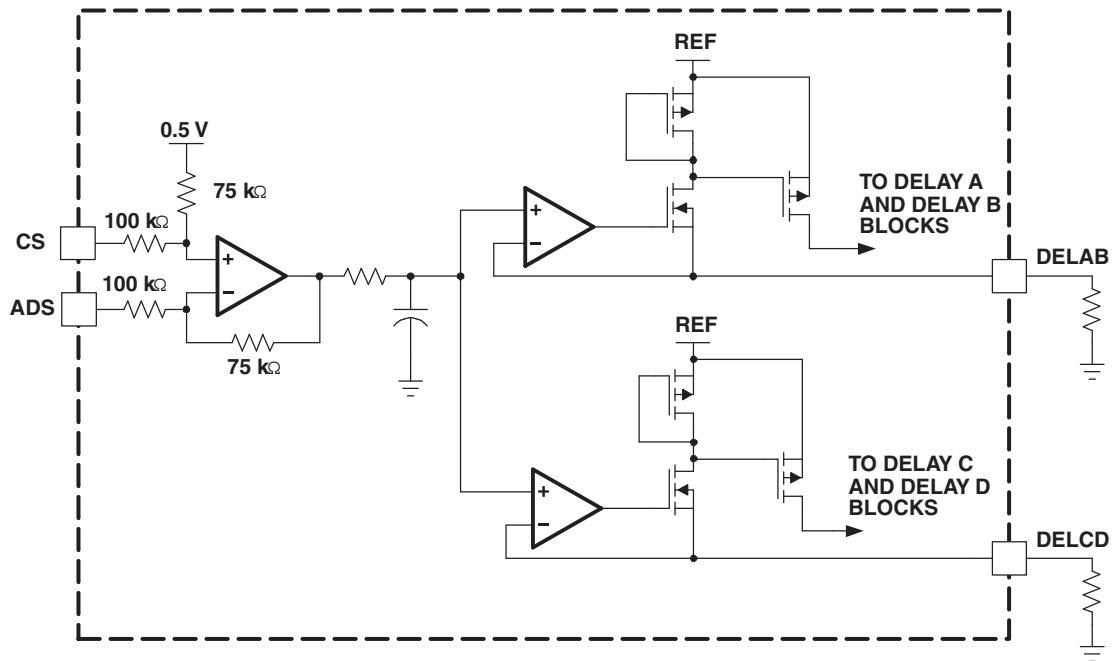 REF
0.5 V
75 kΩ
100 kΩ
CS
+
−
100 kΩ
ADS
75 kΩ
+
−
TO DELAY A
AND DELAY B
BLOCKS
DELAB
REF
+
−
TO DELAY C
AND DELAY D
BLOCKS
DELCD